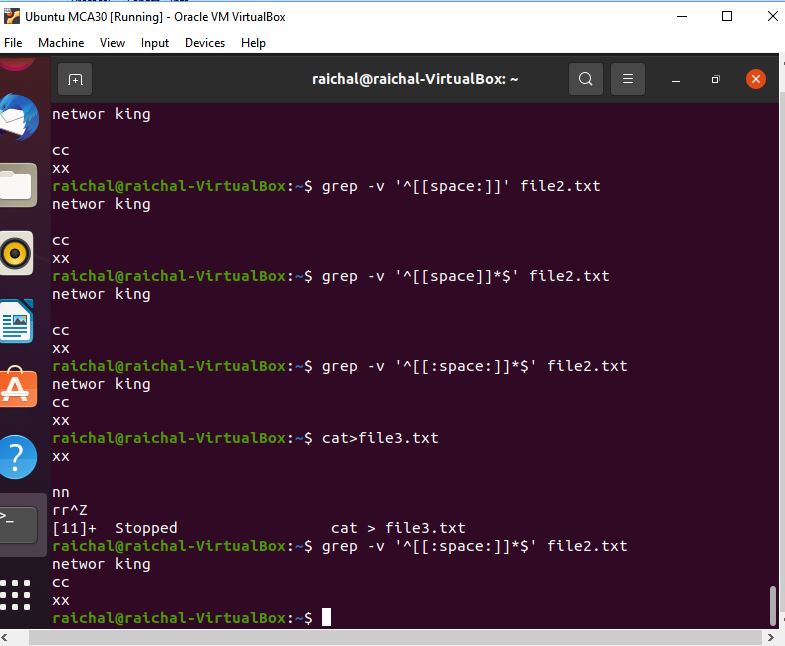 Ubuntu MCA30 [Running] - Oracle VM VirtualBox
File Machine View Input Devices Help
raichal@raichal-VirtualBox: ~
networ king

cc
xx
raichal@raichal-VirtualBox:~$ grep -v '^[[space:]]' file2.txt
networ king

cc
xx
raichal@raichal-VirtualBox:~$ grep -v '^[[space]]*$' file2.txt
networ king

cc
xx
raichal@raichal-VirtualBox:~$ grep -v '^[[:space:]]*$' file2.txt
networ king
cc
xx
raichal@raichal-VirtualBox:~$ cat>file3.txt
xx

nn
rr^Z
[11]+  Stopped                 cat > file3.txt
raichal@raichal-VirtualBox:~$ grep -v '^[[:space:]]*$' file2.txt
networ king
cc
xx
raichal@raichal-VirtualBox:~$